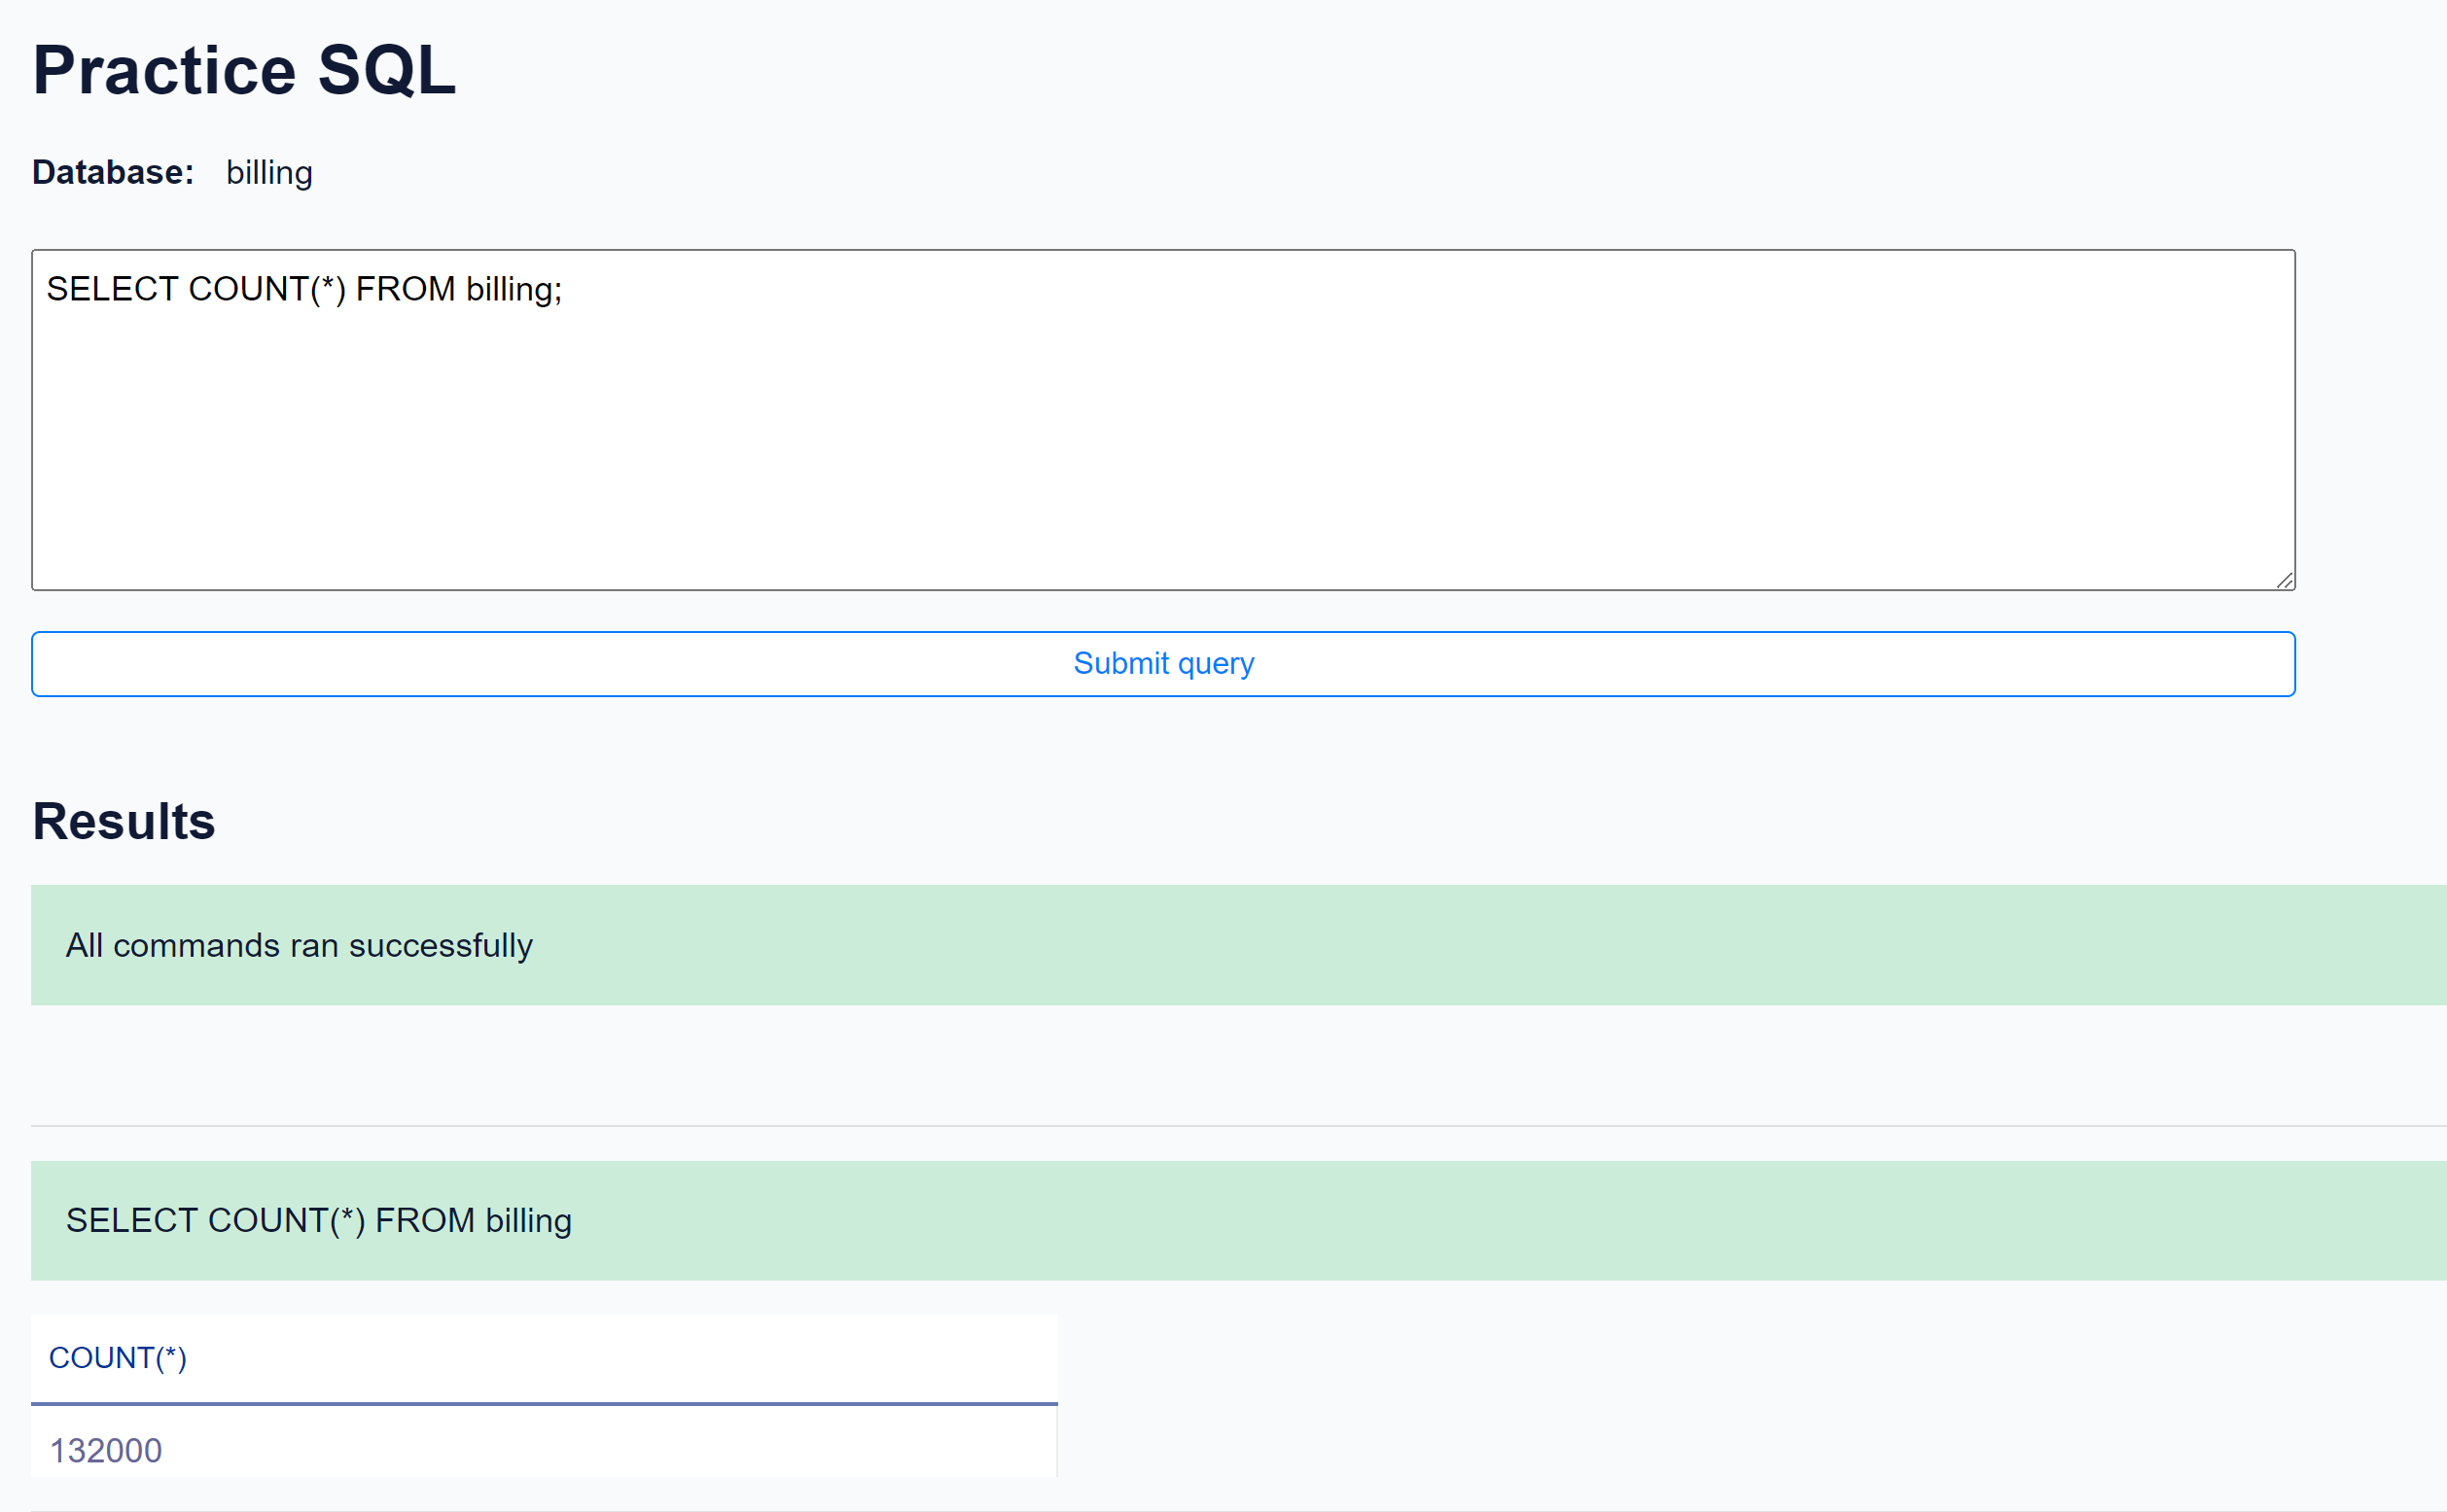 Practice SQL
Database: billing
SELECT COUNT(*) FROM billing;
Submit query
Results
All commands ran successfully
SELECT COUNT(*) FROM billing
COUNT(*)
132000